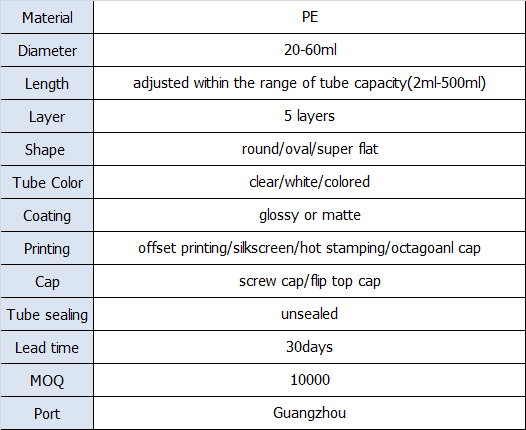 Material PE
Diameter 20-60ml
Length adjusted within the range of tube capacity(2ml-500ml)
Layer 5 layers
Shape round/oval/super flat
Tube Color clear/white/colored
Coating glossy or matte
Printing offset printing/silkscreen/hot stamping/octagoanl cap
Cap screw cap/flip top cap
Tube sealing unsealed
Lead time 30days
MOQ 10000
Port Guangzhou